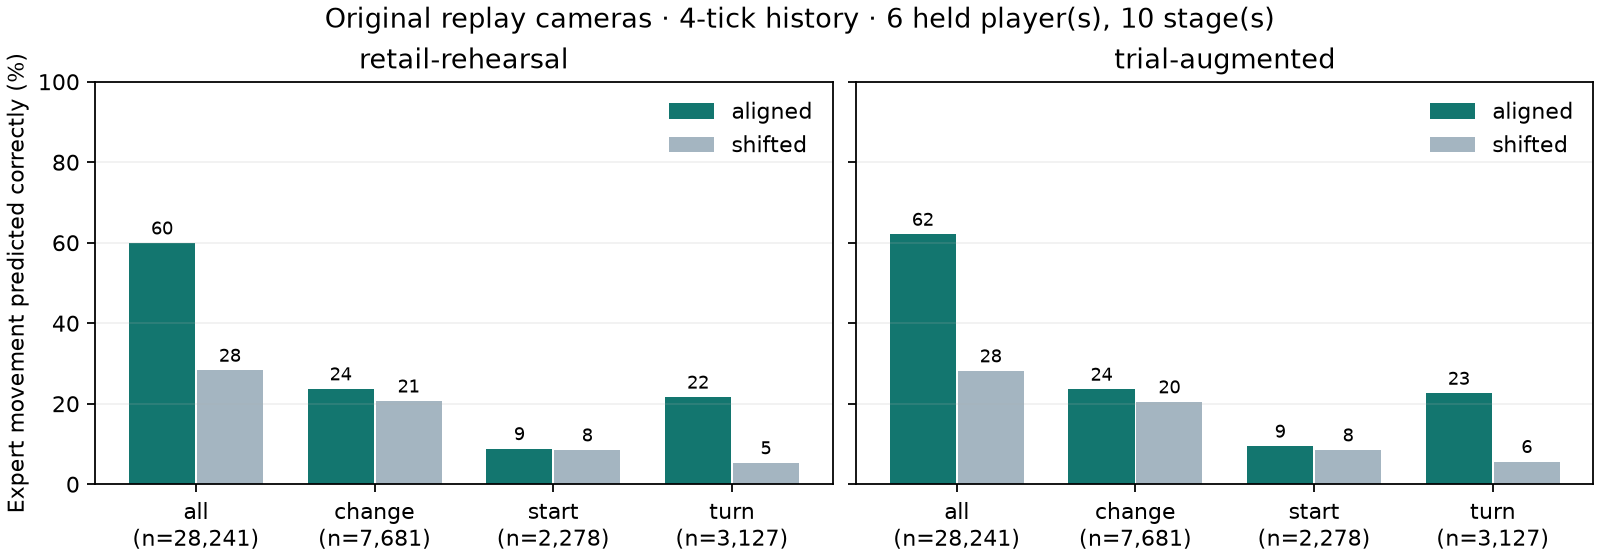 Original replay cameras · 4-tick history · 6 held player(s), 10 stage(s)
retail-rehearsal
trial-augmented
Expert movement predicted correctly (%)
100
80
60
40
20
0
aligned
shifted
60
28
24
21
9
8
22
5
all
(n=28,241)
change
(n=7,681)
start
(n=2,278)
turn
(n=3,127)
aligned
shifted
62
28
24
20
9
8
23
6
all
(n=28,241)
change
(n=7,681)
start
(n=2,278)
turn
(n=3,127)